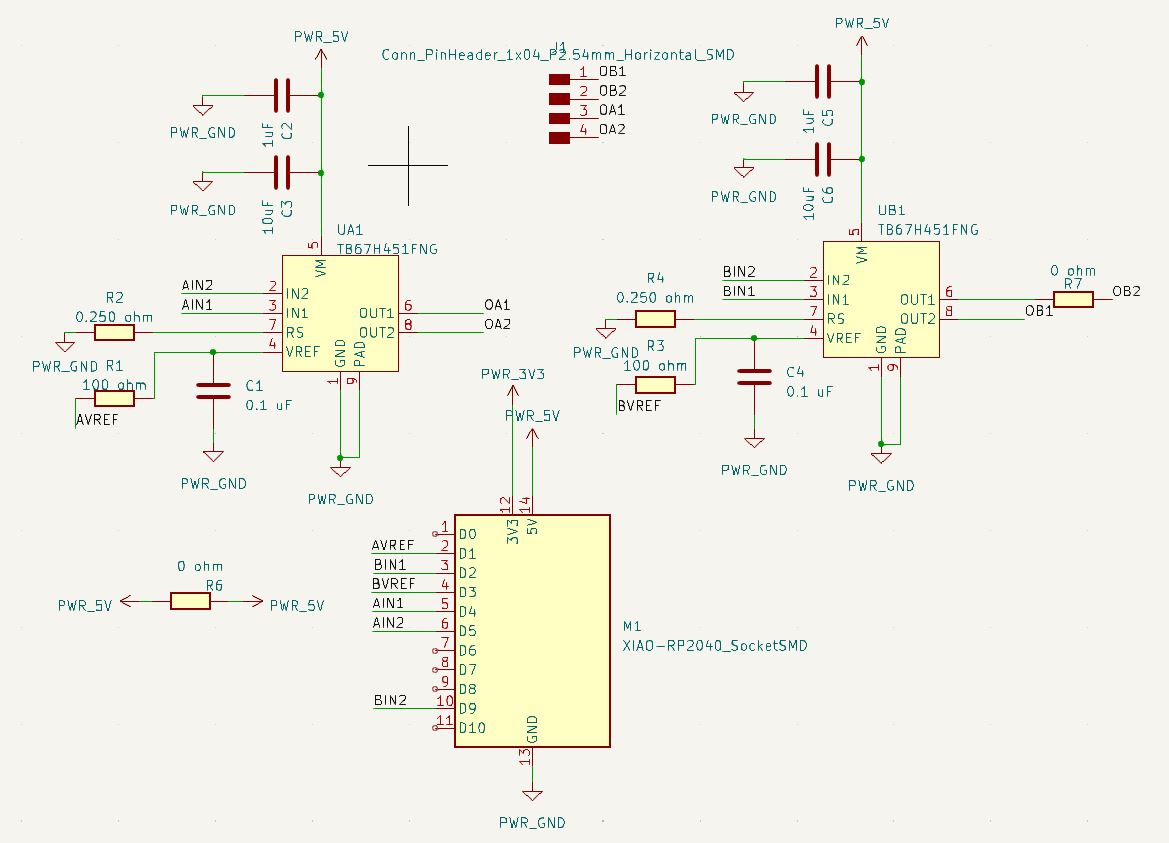 PWR_5V
1uF
C2
PWR_GND
10uF
C3
PWR_GND
J1
Conn_PinHeader_1x04_P2.54mm_Horizontal_SMD
1 OB1
2 OB2
3 OA1
4 OA2
PWR_5V
1uF
C5
PWR_GND
10uF
C6
PWR_GND
UA1
TB67H451FNG
5
VM
AIN2 2 IN2
AIN1 3 IN1
7 RS
4 VREF
OUT1 6 OA1
OUT2 8 OA2
GND
PAD
1
9
R2
0.250 ohm
PWR_GND
R1
100 ohm
AVREF
C1
0.1 uF
PWR_GND
PWR_GND
UB1
TB67H451FNG
5
VM
BIN2 2 IN2
BIN1 3 IN1
7 RS
4 VREF
OUT1 6
OUT2 8 OB1
GND
PAD
1
9
0 ohm
R7
OB2
R4
0.250 ohm
PWR_GND
R3
100 ohm
BVREF
C4
0.1 uF
PWR_GND
PWR_GND
PWR_3V3
PWR_5V
12
14
3V3
5V
1 D0
AVREF 2 D1
BIN1 3 D2
BVREF 4 D3
AIN1 5 D4
AIN2 6 D5
7 D6
8 D7
9 D8
BIN2 10 D9
11 D10
GND
13
PWR_GND
M1
XIAO-RP2040_SocketSMD
0 ohm
R6
PWR_5V
PWR_5V